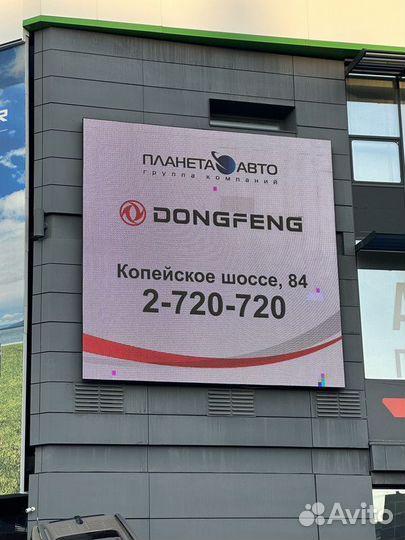 ПЛАНЕТА АВТО
группа компаний
DONGFENG
Копейское шоссе, 84
2-720-720
Avito